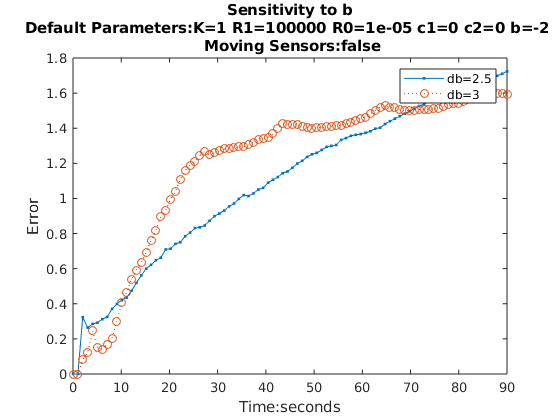 Sensitivity to b
Default Parameters:K=1 R1=100000 R0=1e-05 c1=0 c2=0 b=-2
Moving Sensors:false
1.8
1.6
1.4
1.2
1
0.8
0.6
0.4
0.2
0
Error
db=2.5
db=3
0 10 20 30 40 50 60 70 80 90
Time:seconds